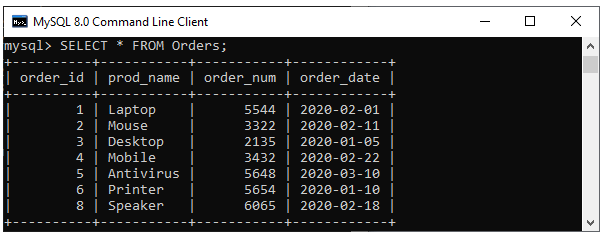 MySQL 8.0 Command Line Client
mysql> SELECT * FROM Orders;
+----------+------------+-----------+------------+
| order_id | prod_name  | order_num | order_date |
+----------+------------+-----------+------------+
|        1 | Laptop     |      5544 | 2020-02-01 |
|        2 | Mouse      |      3322 | 2020-02-11 |
|        3 | Desktop    |      2135 | 2020-01-05 |
|        4 | Mobile     |      3432 | 2020-02-22 |
|        5 | Antivirus  |      5648 | 2020-03-10 |
|        6 | Printer    |      5654 | 2020-01-10 |
|        8 | Speaker    |      6065 | 2020-02-18 |
+----------+------------+-----------+------------+